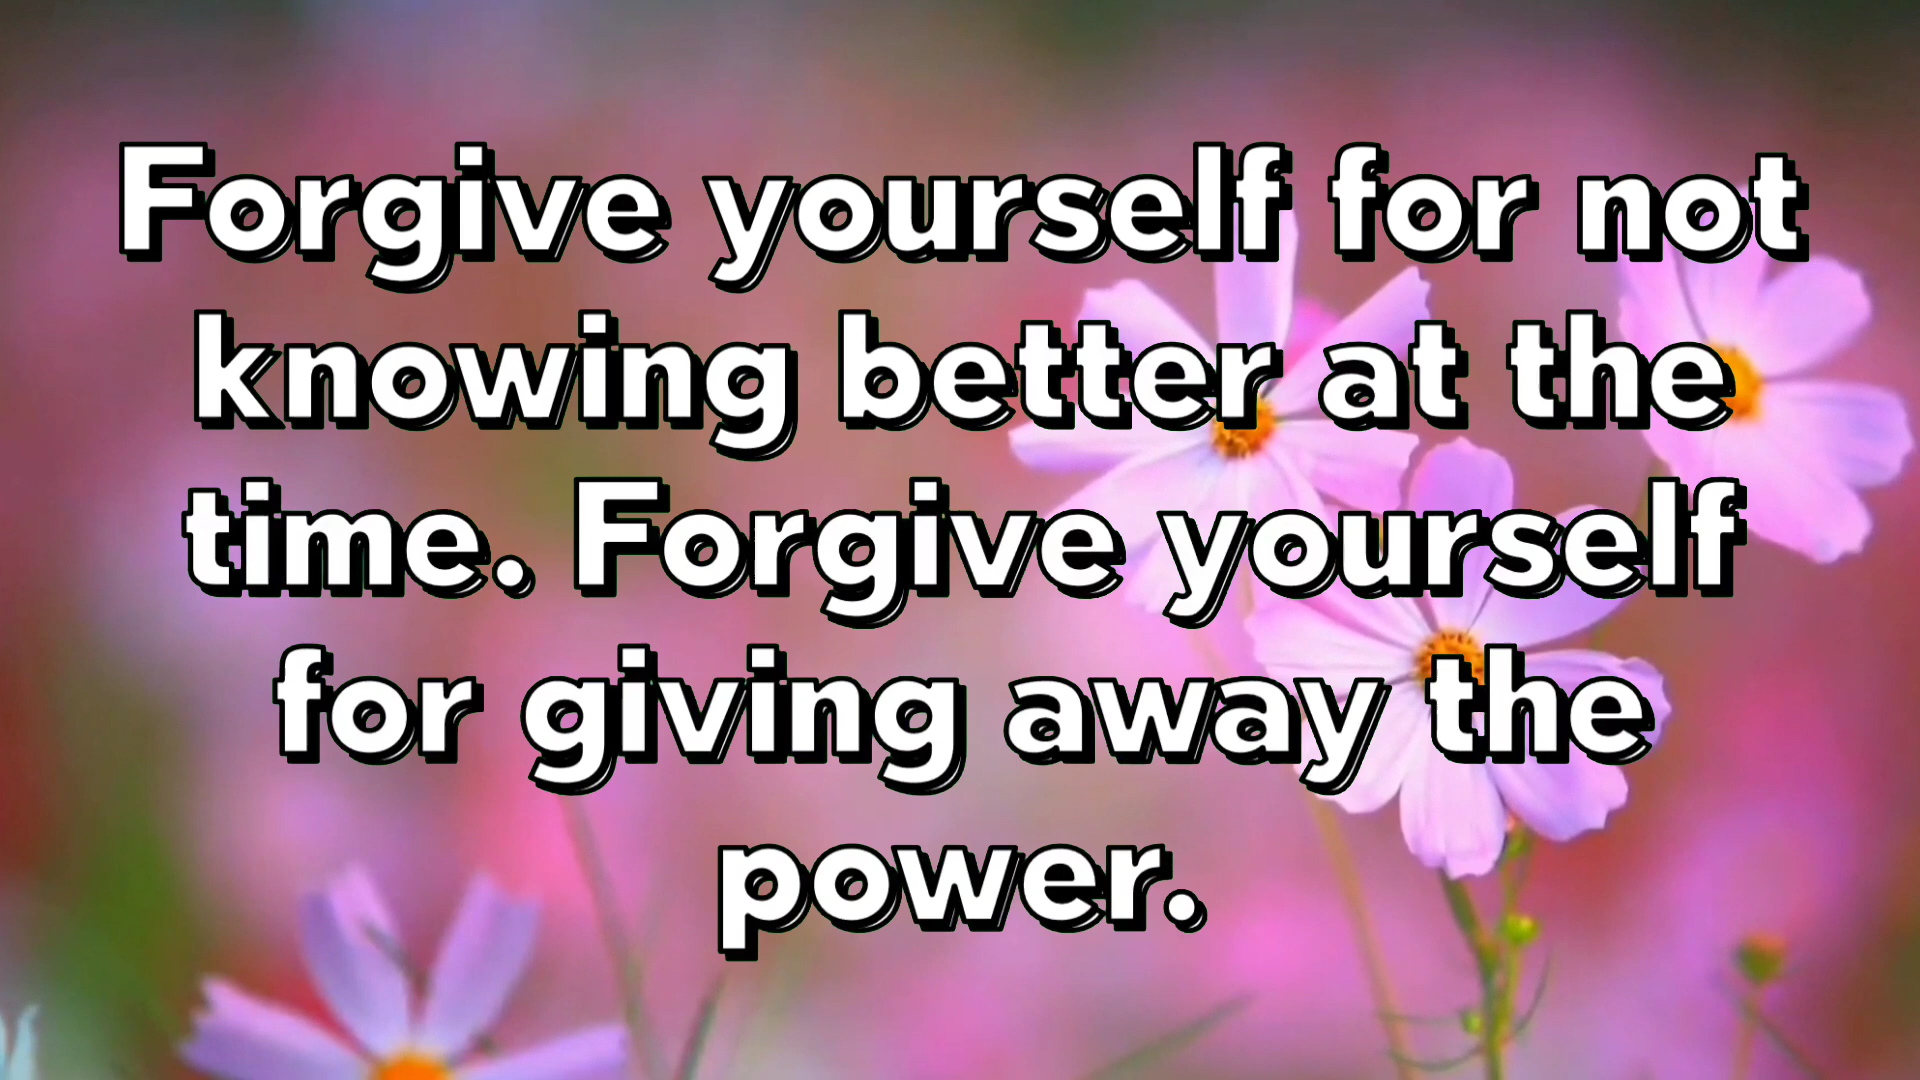 Forgive yourself for not
knowing better at the
time. Forgive yourself
for giving away the
power.